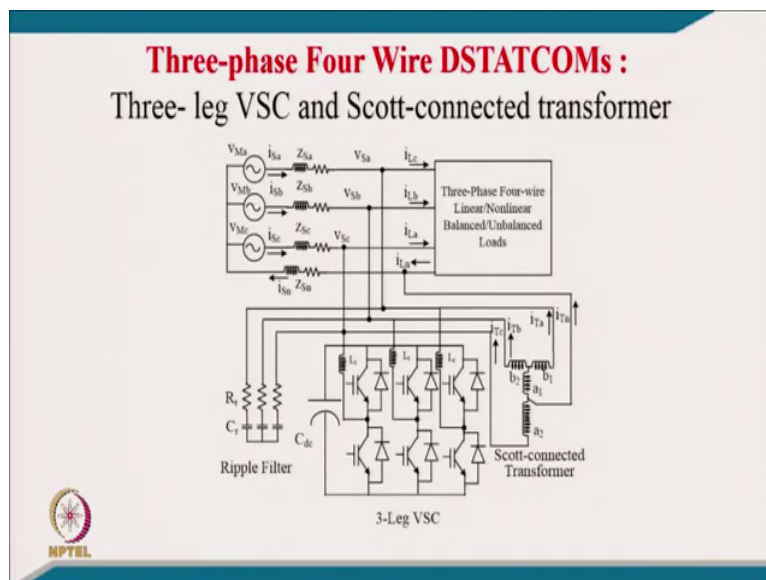 Three-phase Four Wire DSTATCOMs :
Three- leg VSC and Scott-connected transformer
vMa iSa ZSa vSa iLc
vMb iSb ZSb vSb iLb
vMc iSc ZSc vSc iLa
iSn ZSn iLn
Three-Phase Four-wire
Linear/Nonlinear
Balanced/Unbalanced
Loads
iTc iTb iTa iTn
Lr Lr Lr
b2 b1
a1
a2
Rr
Cr
Cdc
Ripple Filter
Scott-connected
Transformer
3-Leg VSC
NPTEL